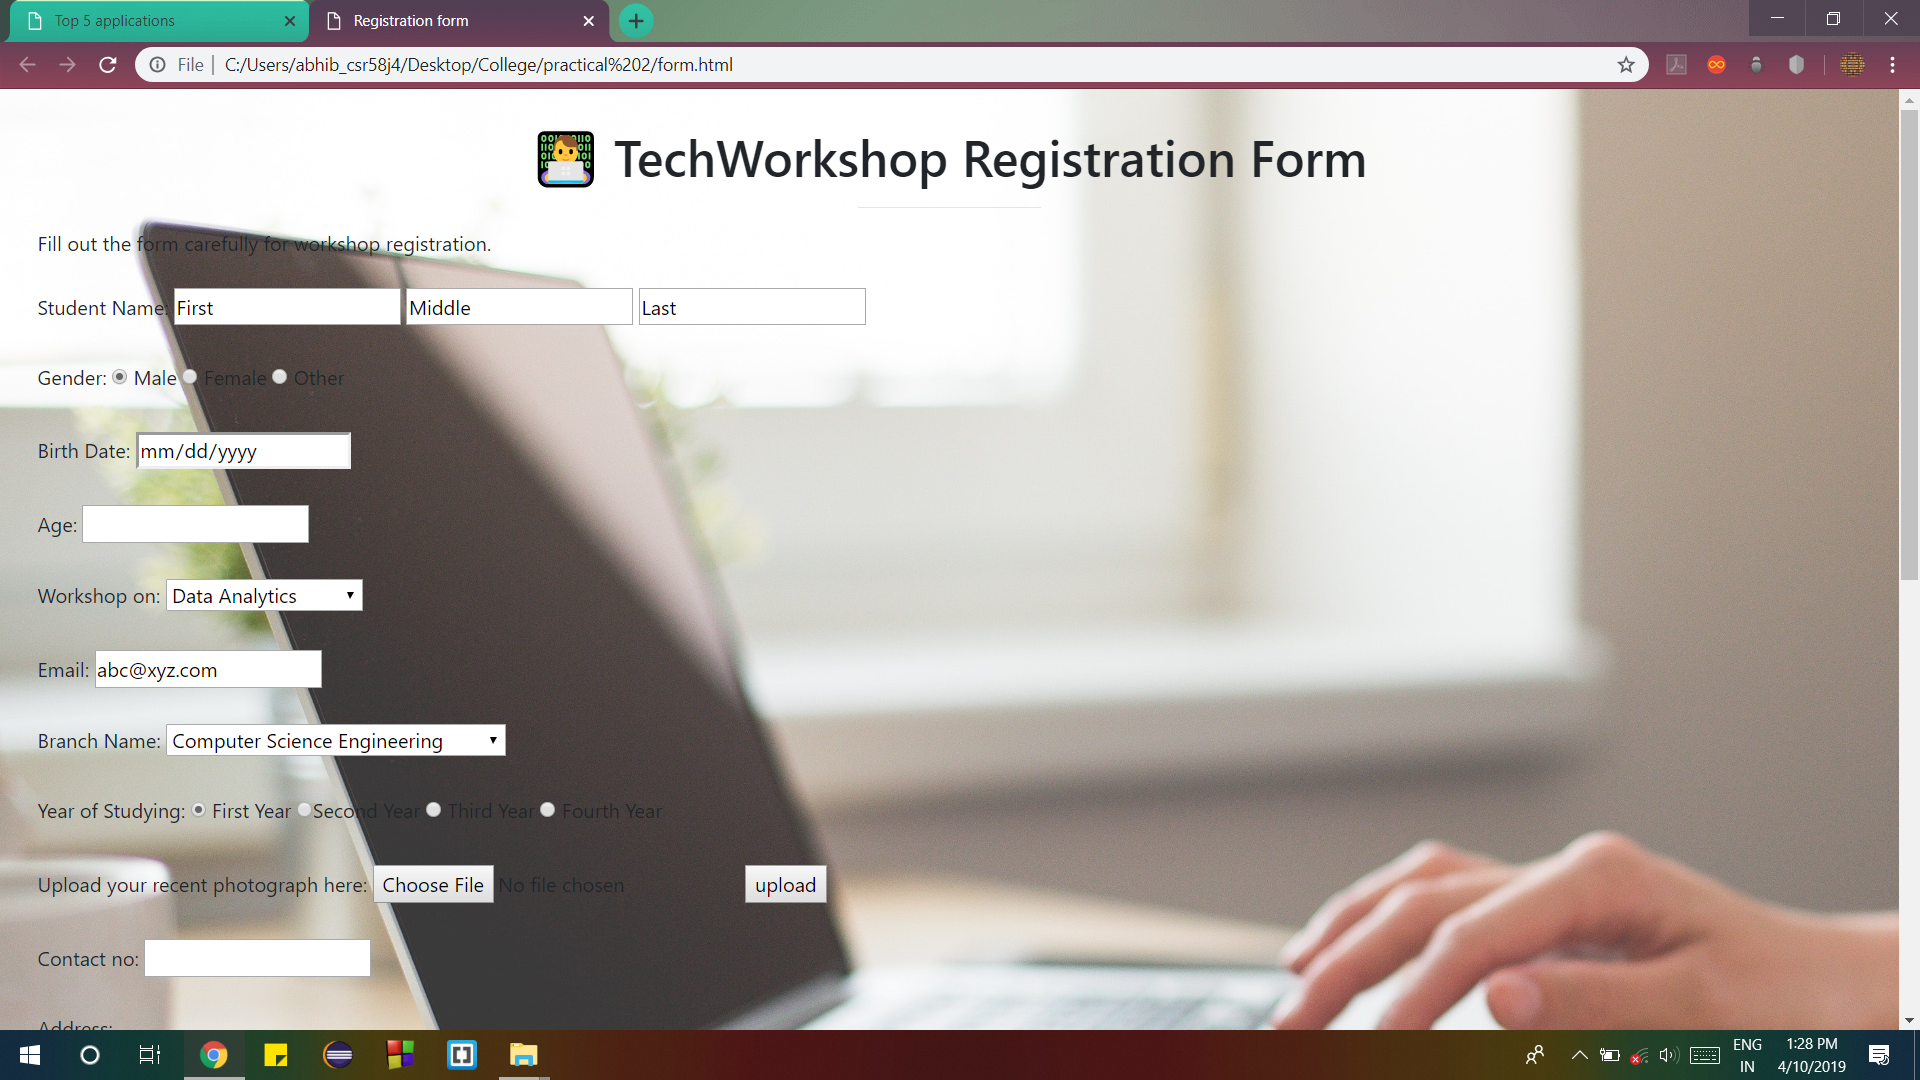 Top 5 applications
Registration form
File | C:/Users/abhib_csr58j4/Desktop/College/practical%202/form.html
TechWorkshop Registration Form
Fill out the form carefully for workshop registration.
Student Name: First Middle Last
Gender: Male Female Other
Birth Date: mm/dd/yyyy
Age:
Workshop on: Data Analytics
Email: abc@xyz.com
Branch Name: Computer Science Engineering
Year of Studying: First Year Second Year Third Year Fourth Year
Upload your recent photograph here: Choose File No file chosen upload
Contact no:
Address:
ENG 1:28 PM
IN 4/10/2019